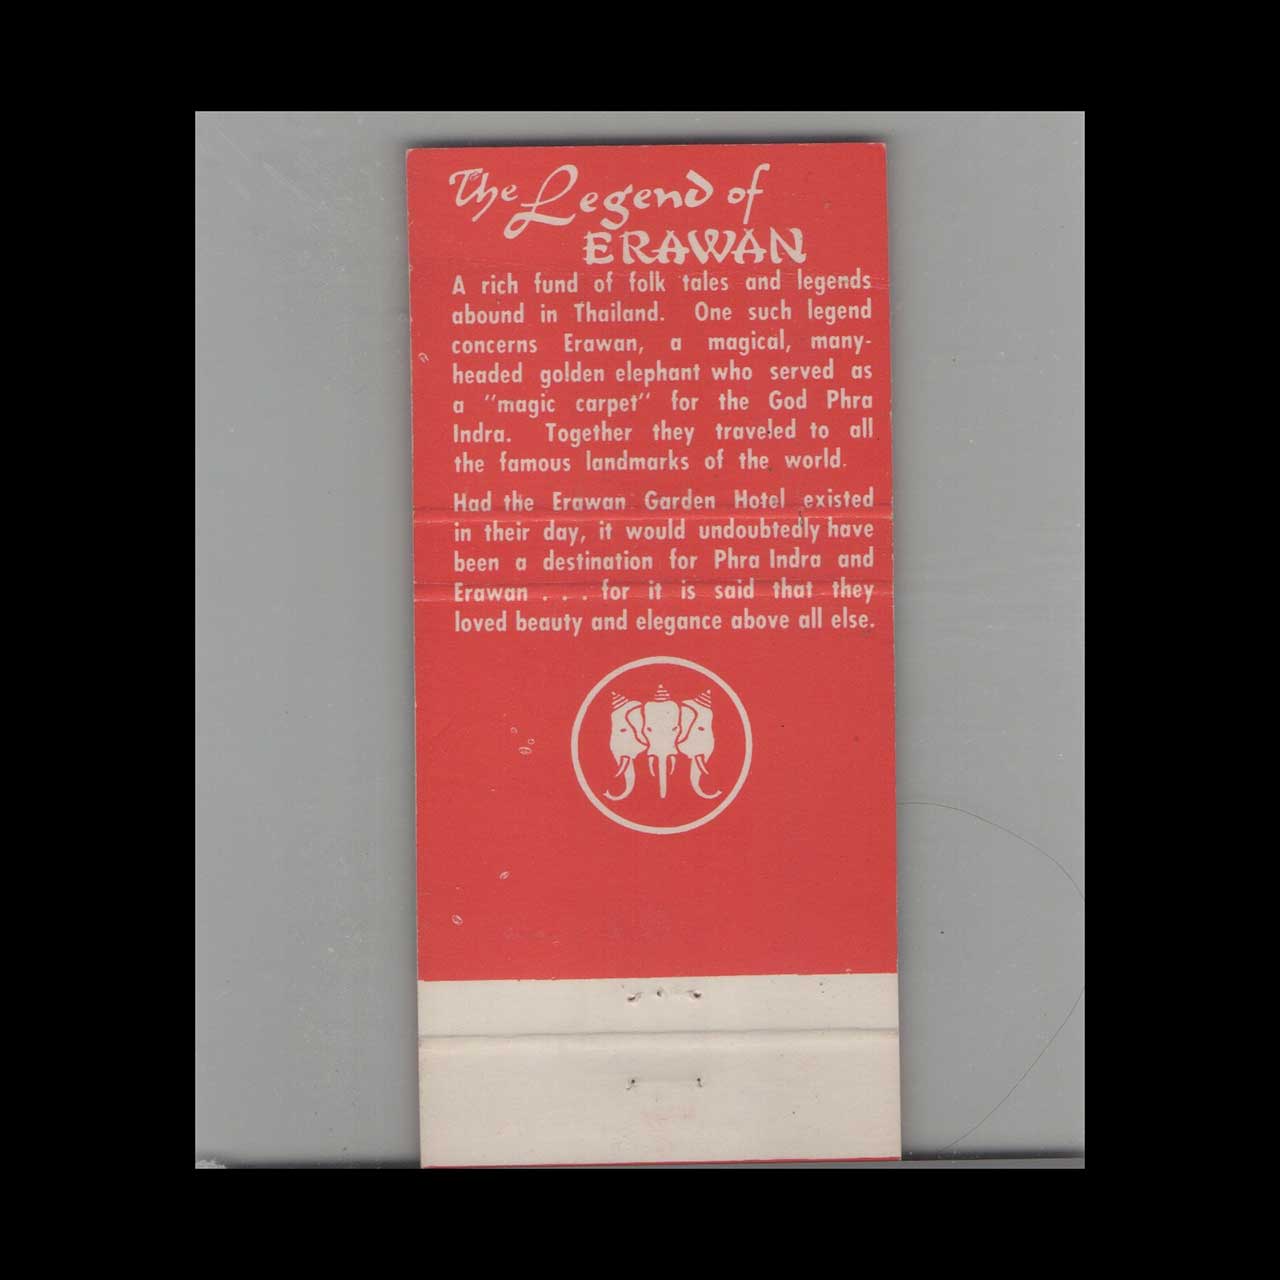 The Legend of
ERAWAN
A rich fund of folk tales and legends
abound in Thailand. One such legend
concerns Erawan, a magical, many-
headed golden elephant who served as
a "magic carpet" for the God Phra
Indra. Together they traveled to all
the famous landmarks of the world.
Had the Erawan Garden Hotel existed
in their day, it would undoubtedly have
been a destination for Phra Indra and
Erawan . . . for it is said that they
loved beauty and elegance above all else.